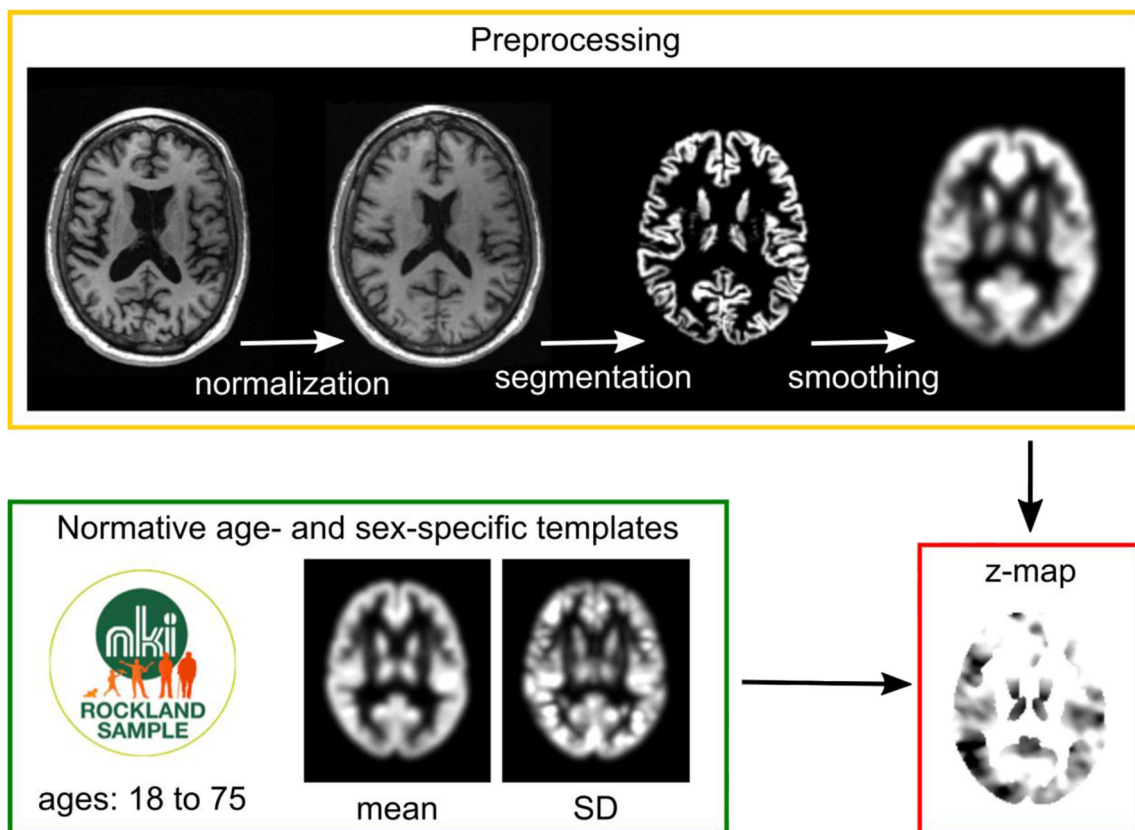 Preprocessing
normalization
segmentation
smoothing
Normative age- and sex-specific templates
nki
ROCKLAND
SAMPLE
ages: 18 to 75
mean
SD
z-map